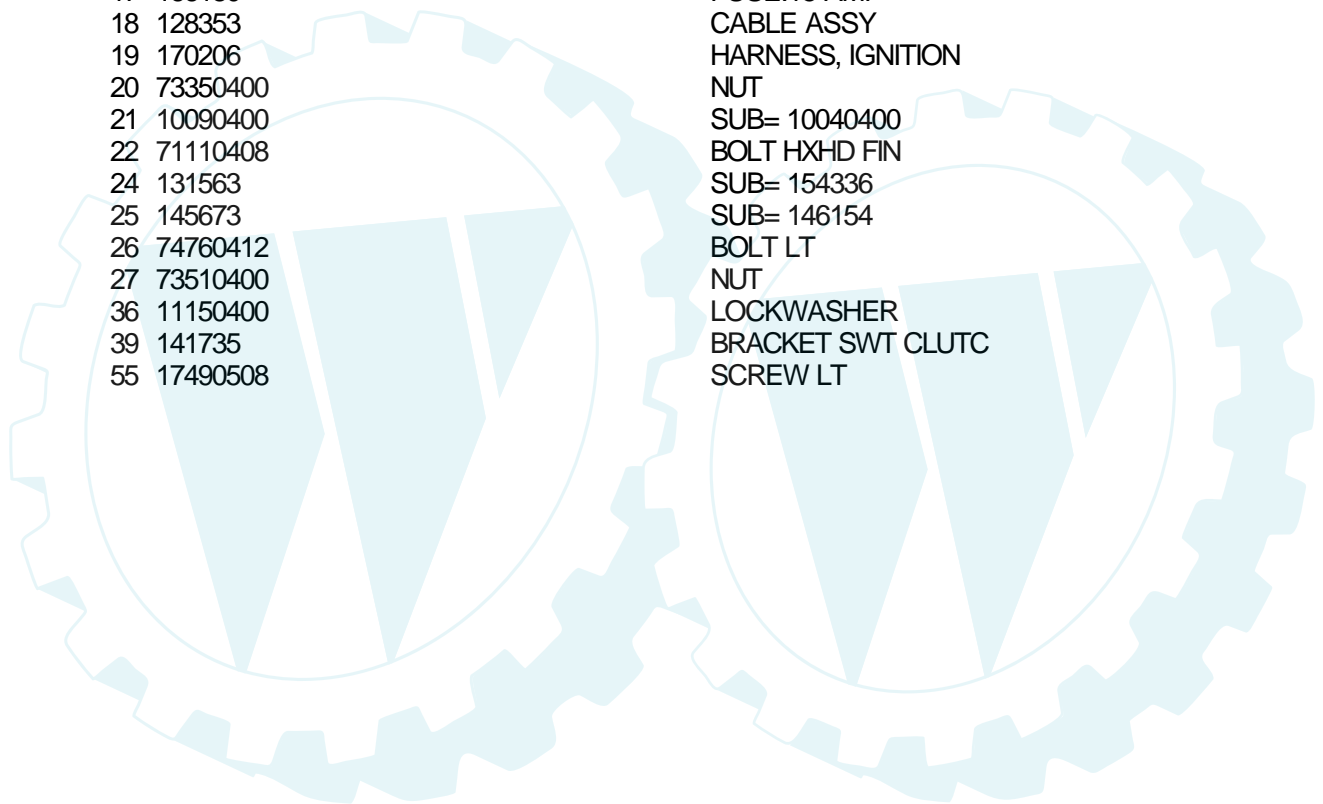 18 128353 CABLE ASSY
19 170206 HARNESS, IGNITION
20 73350400 NUT
21 10090400 SUB= 10040400
22 71110408 BOLT HXHD FIN
24 131563 SUB= 154336
25 145673 SUB= 146154
26 74760412 BOLT LT
27 73510400 NUT
36 11150400 LOCKWASHER
39 141735 BRACKET SWT CLUTC
55 17490508 SCREW LT